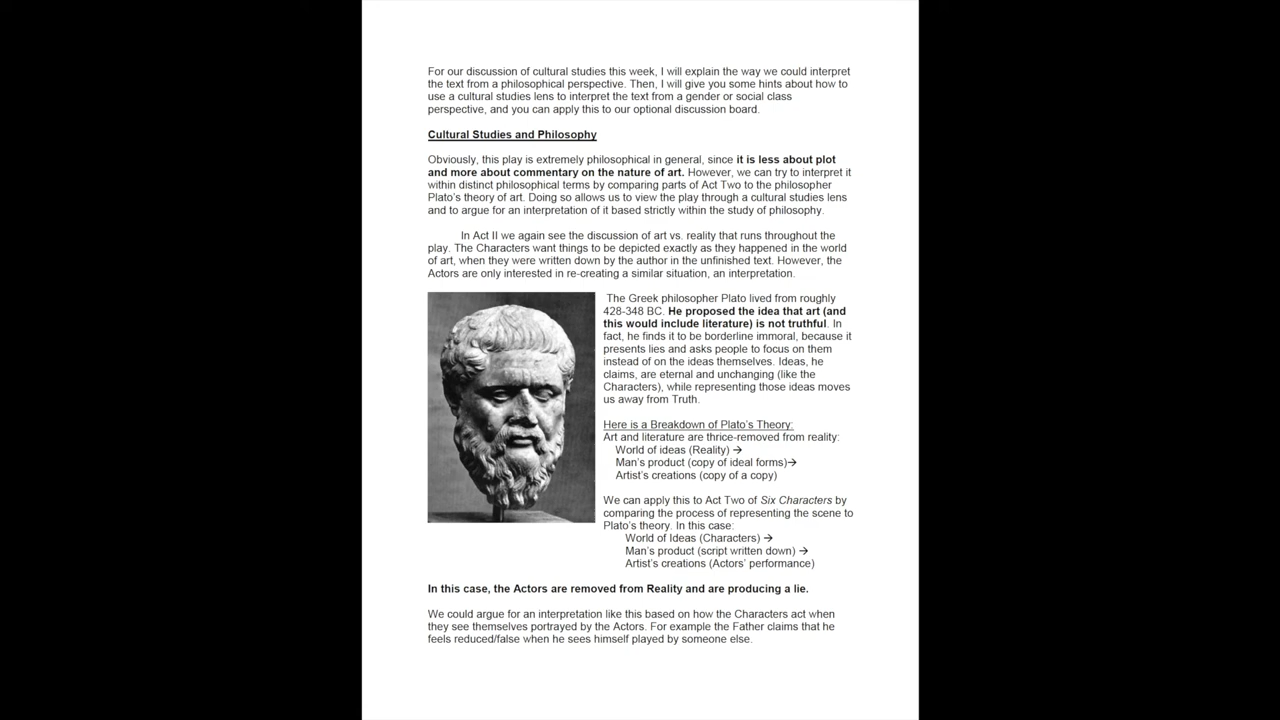 For our discussion of cultural studies this week, I will explain the way we could interpret
the text from a philosophical perspective. Then, I will give you some hints about how to
use a cultural studies lens to interpret the text from a gender or social class
perspective, and you can apply this to our optional discussion board.
Cultural Studies and Philosophy
Obviously, this play is extremely philosophical in general, since it is less about plot
and more about commentary on the nature of art. However, we can try to interpret it
within distinct philosophical terms by comparing parts of Act Two to the philosopher
Plato's theory of art. Doing so allows us to view the play through a cultural studies lens
and to argue for an interpretation of it based strictly within the study of philosophy.
In Act II we again see the discussion of art vs. reality that runs throughout the
play. The Characters want things to be depicted exactly as they happened in the world
of art, when they were written down by the author in the unfinished text. However, the
Actors are only interested in re-creating a similar situation, an interpretation.
The Greek philosopher Plato lived from roughly
428-348 BC. He proposed the idea that art (and
this would include literature) is not truthful. In
fact, he finds it to be borderline immoral, because it
presents lies and asks people to focus on them
instead of on the ideas themselves. Ideas, he
claims, are eternal and unchanging (like the
Characters), while representing those ideas moves
us away from Truth.
Here is a Breakdown of Plato's Theory:
Art and literature are thrice-removed from reality:
World of ideas (Reality) →
Man's product (copy of ideal forms)→
Artist's creations (copy of a copy)
We can apply this to Act Two of Six Characters by
comparing the process of representing the scene to
Plato's theory. In this case:
World of Ideas (Characters) →
Man's product (script written down) →
Artist's creations (Actors' performance)
In this case, the Actors are removed from Reality and are producing a lie.
We could argue for an interpretation like this based on how the Characters act when
they see themselves portrayed by the Actors. For example the Father claims that he
feels reduced/false when he sees himself played by someone else.